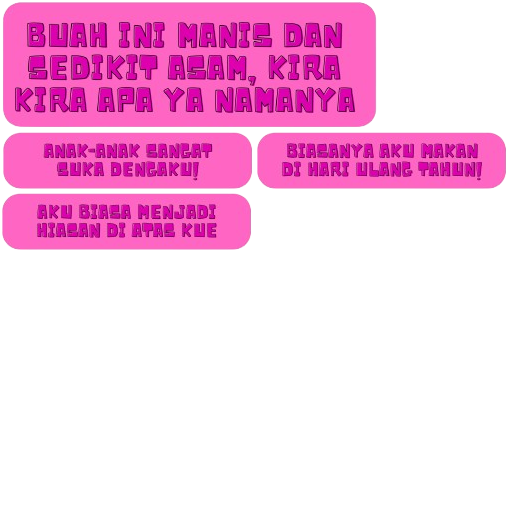 BUAH INI MANIS DAN
SEDIKIT ASAM, KIRA
KIRA APA YA NAMANYA
ANAK-ANAK SANGAT
SUKA DENGAKU!
BIASANYA AKU MAKAN
DI HARI ULANG TAHUN!
AKU BIASA MENJADI
HIASAN DI ATAS KUE